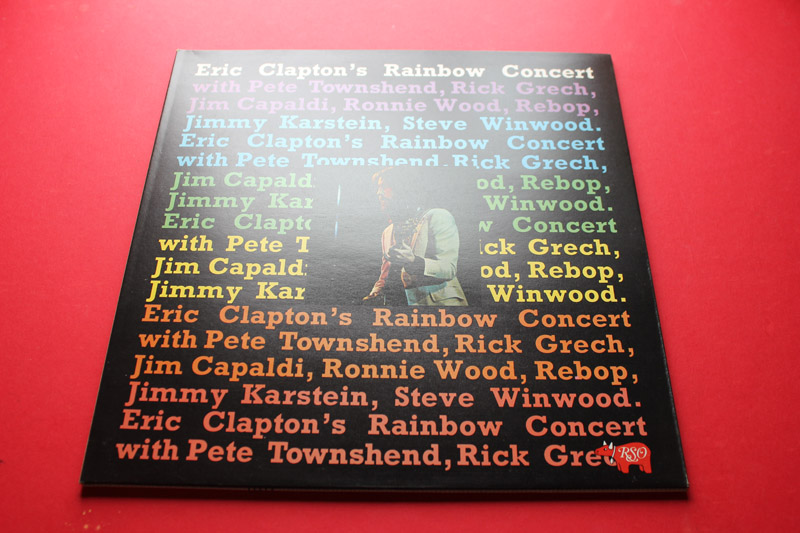 Eric Clapton's Rainbow Concert
with Pete Townshend, Rick Grech,
Jim Capaldi, Ronnie Wood, Rebop,
Jimmy Karstein, Steve Winwood.
Eric Clapton's Rainbow Concert
with Pete Townshend, Rick Grech,
Jim Capald od, Rebop,
Jimmy Kar Winwood.
Eric Clapt w Concert
with Pete T ick Grech,
Jim Capald od, Rebop,
Jimmy Kar Winwood.
Eric Clapton's Rainbow Concert
with Pete Townshend, Rick Grech,
Jim Capaldi, Ronnie Wood, Rebop,
Jimmy Karstein, Steve Winwood.
Eric Clapton's Rainbow Concert
with Pete Townshend, Rick Gre
RSO